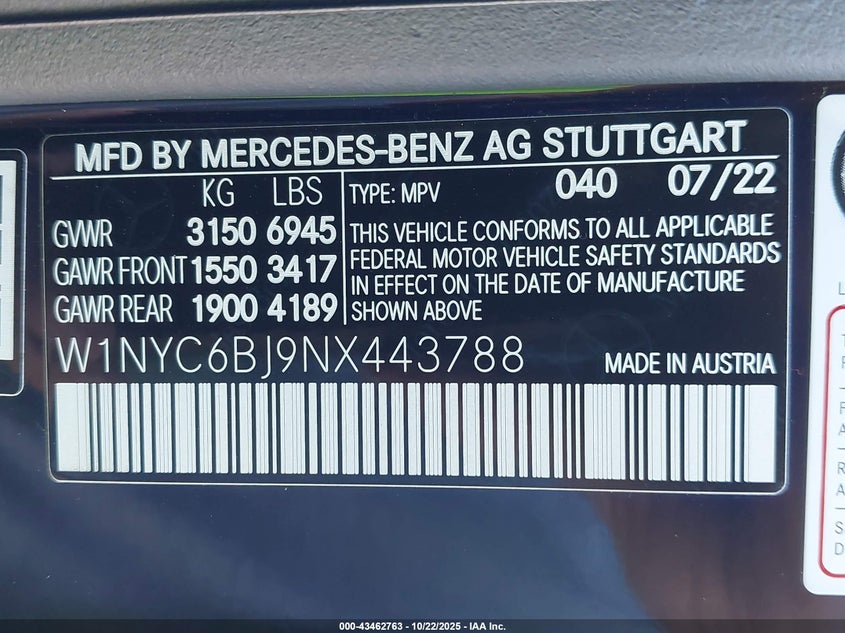 MFD BY MERCEDES-BENZ AG STUTTGART
KG LBS
GVWR 3150 6945
GAWR FRONT 1550 3417
GAWR REAR 1900 4189
TYPE: MPV 040 07/22
THIS VEHICLE CONFORMS TO ALL APPLICABLE
FEDERAL MOTOR VEHICLE SAFETY STANDARDS
IN EFFECT ON THE DATE OF MANUFACTURE
SHOWN ABOVE
W1NYC6BJ9NX443788 MADE IN AUSTRIA
000-43462763 - 10/22/2025 - IAA Inc.